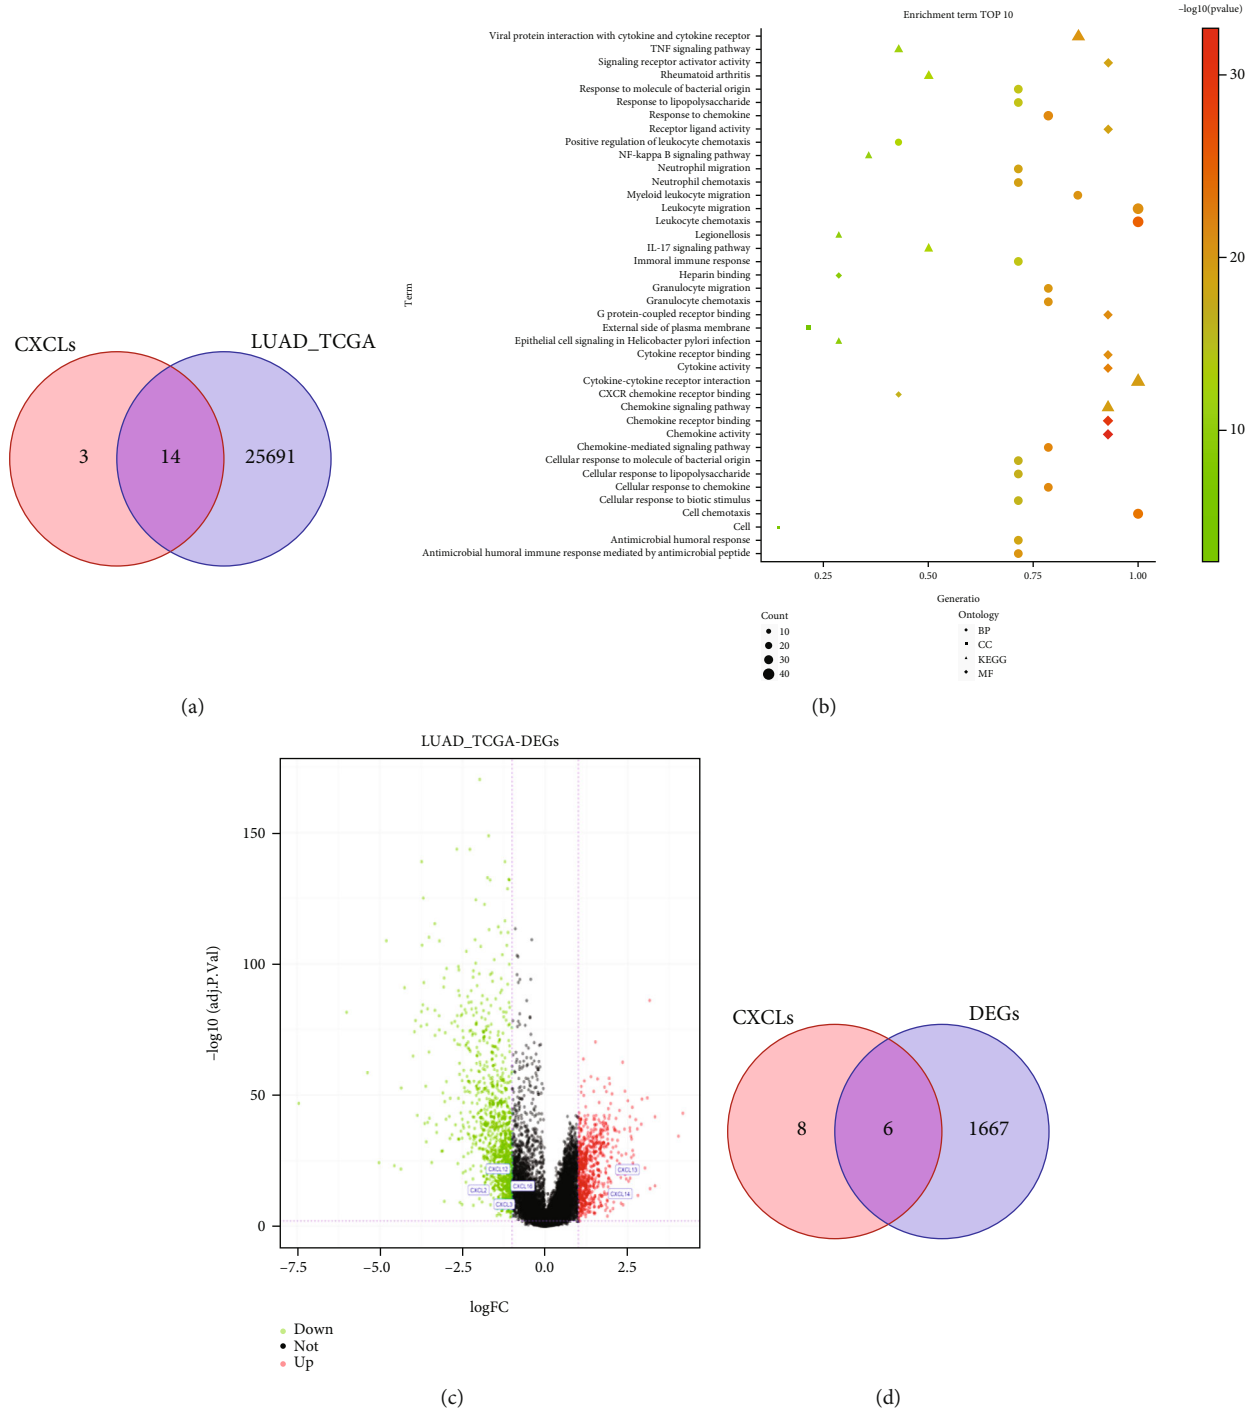 CXCLs
LUAD_TCGA
3
14
25691
(a)
Enrichment term TOP 10
Term
Viral protein interaction with cytokine and cytokine receptor
TNF signaling pathway
Signaling receptor activator activity
Rheumatoid arthritis
Response to molecule of bacterial origin
Response to lipopolysaccharide
Response to chemokine
Receptor ligand activity
Positive regulation of leukocyte chemotaxis
NF-kappa B signaling pathway
Neutrophil migration
Neutrophil chemotaxis
Myeloid leukocyte migration
Leukocyte migration
Leukocyte chemotaxis
Legionellosis
IL-17 signaling pathway
Immoral immune response
Heparin binding
Granulocyte migration
Granulocyte chemotaxis
G protein-coupled receptor binding
External side of plasma membrane
Epithelial cell signaling in Helicobacter pylori infection
Cytokine receptor binding
Cytokine activity
Cytokine-cytokine receptor interaction
CXCR chemokine receptor binding
Chemokine signaling pathway
Chemokine receptor binding
Chemokine activity
Chemokine-mediated signaling pathway
Cellular response to molecule of bacterial origin
Cellular response to lipopolysaccharide
Cellular response to chemokine
Cellular response to biotic stimulus
Cell chemotaxis
Cell
Antimicrobial humoral response
Antimicrobial humoral immune response mediated by antimicrobial peptide
0.25
0.50
0.75
1.00
Generatio
Count
10
20
30
40
Ontology
BP
CC
KEGG
MF
–log10(pvalue)
30
20
10
(b)
LUAD_TCGA-DEGs
–log10 (adj.P.Val)
150
100
50
0
CXCL12
CXCL2
CXCL16
CXCL3
CXCL13
CXCL14
–7.5
–5.0
–2.5
0.0
2.5
logFC
Down
Not
Up
(c)
CXCLs
DEGs
8
6
1667
(d)